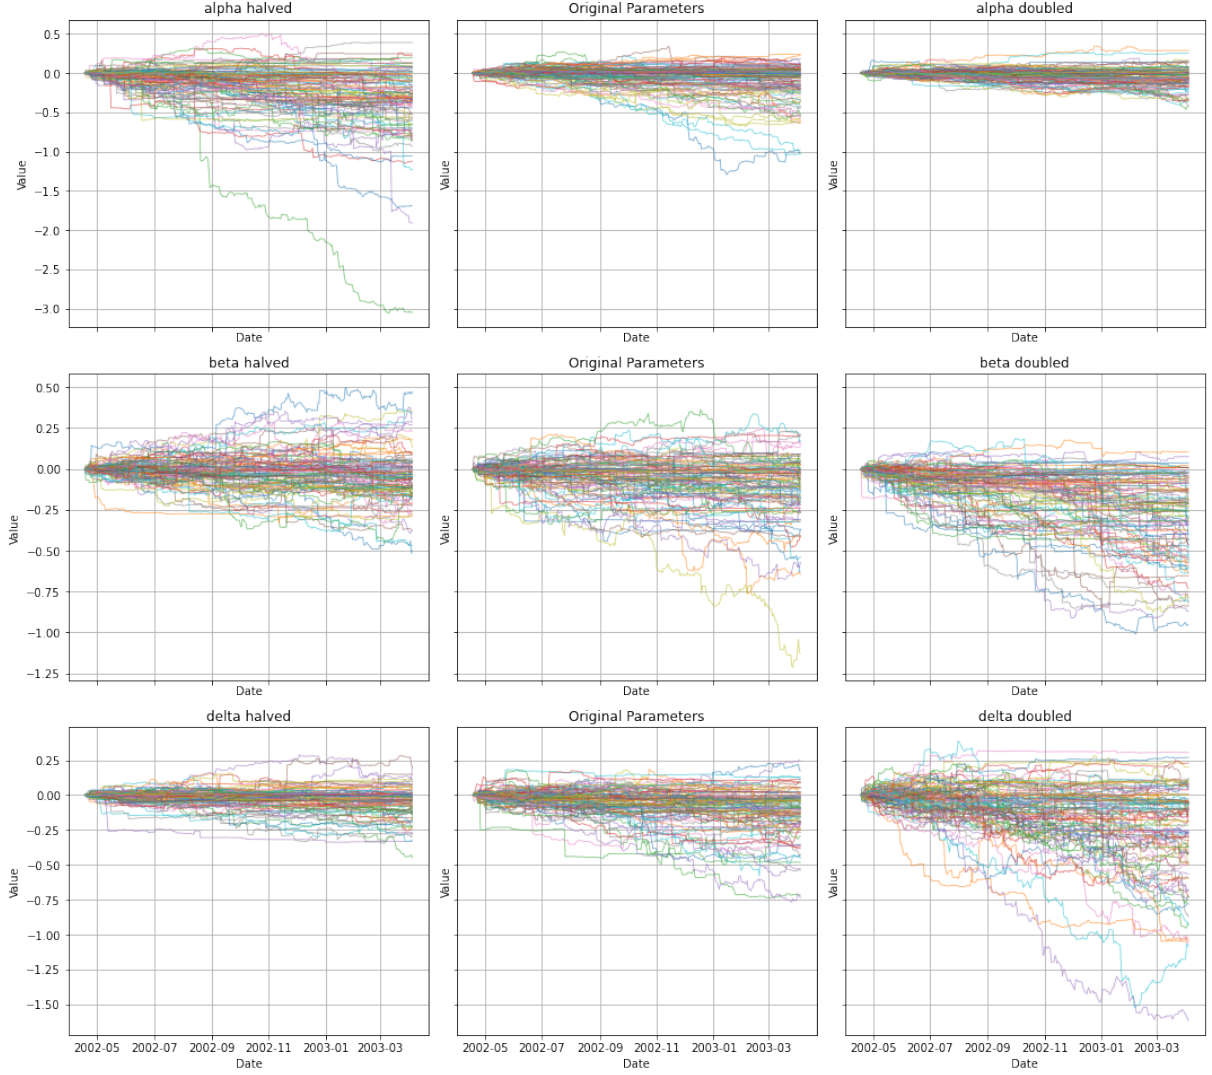 alpha halved
Original Parameters
alpha doubled
0.5
0.0
−0.5
−1.0
−1.5
−2.0
−2.5
−3.0
Value
Value
Value
Date
Date
Date
beta halved
Original Parameters
beta doubled
0.50
0.25
0.00
−0.25
−0.50
−0.75
−1.00
−1.25
Value
Value
Value
Date
Date
Date
delta halved
Original Parameters
delta doubled
0.25
0.00
−0.25
−0.50
−0.75
−1.00
−1.25
−1.50
Value
Value
Value
2002-05 2002-07 2002-09 2002-11 2003-01 2003-03
2002-05 2002-07 2002-09 2002-11 2003-01 2003-03
2002-05 2002-07 2002-09 2002-11 2003-01 2003-03
Date
Date
Date